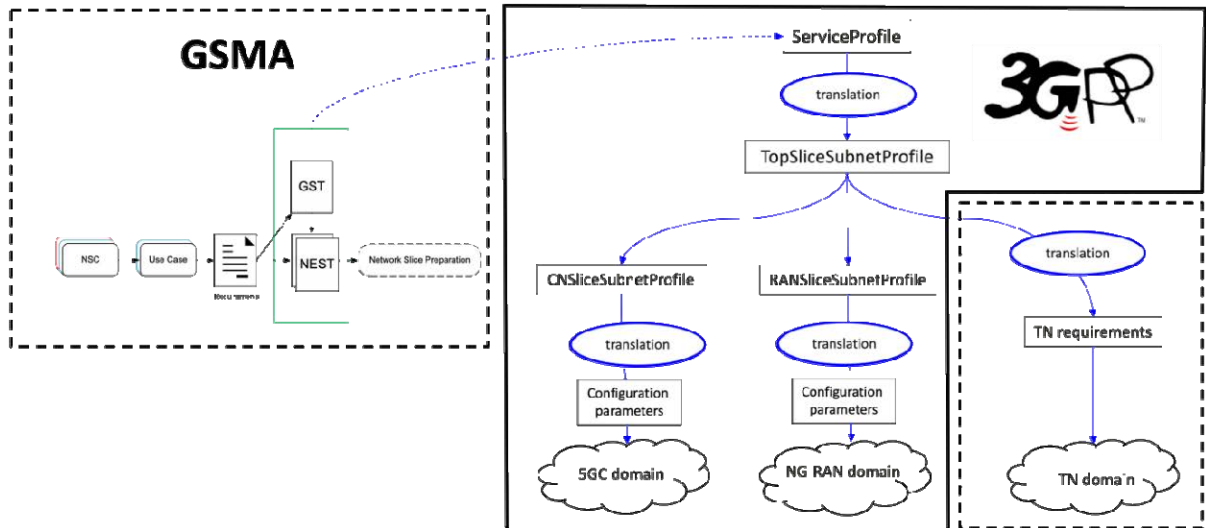 GSMA
GST
NSC
Use Case
NEST
Network Slice Preparation
ServiceProfile
translation
3GPP
TM
TopSliceSubnetProfile
translation
CNSliceSubnetProfile
RANSliceSubnetProfile
TN requirements
translation
translation
Configuration
parameters
Configuration
parameters
5GC domain
NG RAN domain
TN domain